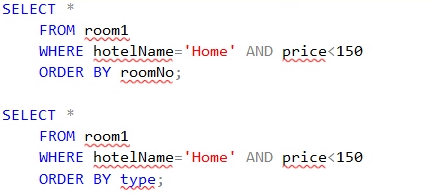 SELECT *
FROM room1
WHERE hotelName='Home' AND price<150
ORDER BY roomNo;
SELECT *
FROM room1
WHERE hotelName='Home' AND price<150
ORDER BY type;